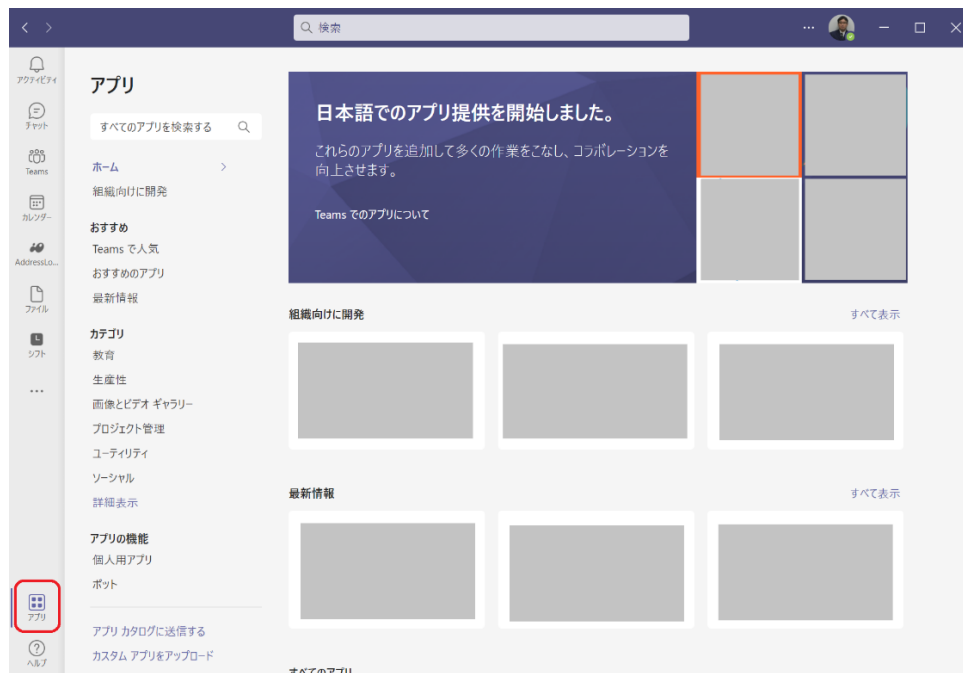 検索
アクティビティ
チャット
Teams
カレンダー
AddressLo...
ファイル
シフト
アプリ
ヘルプ
アプリ
すべてのアプリを検索する
ホーム
組織向けに開発
おすすめ
Teams で人気
おすすめのアプリ
最新情報
カテゴリ
教育
生産性
画像とビデオ ギャラリー
プロジェクト管理
ユーティリティ
ソーシャル
詳細表示
アプリの機能
個人用アプリ
ボット
アプリ カタログに送信する
カスタム アプリをアップロード
日本語でのアプリ提供を開始しました。
これらのアプリを追加して多くの作業をこなし、コラボレーションを
向上させます。
Teams でのアプリについて
組織向けに開発
すべて表示
最新情報
すべて表示
すべてのアプリ